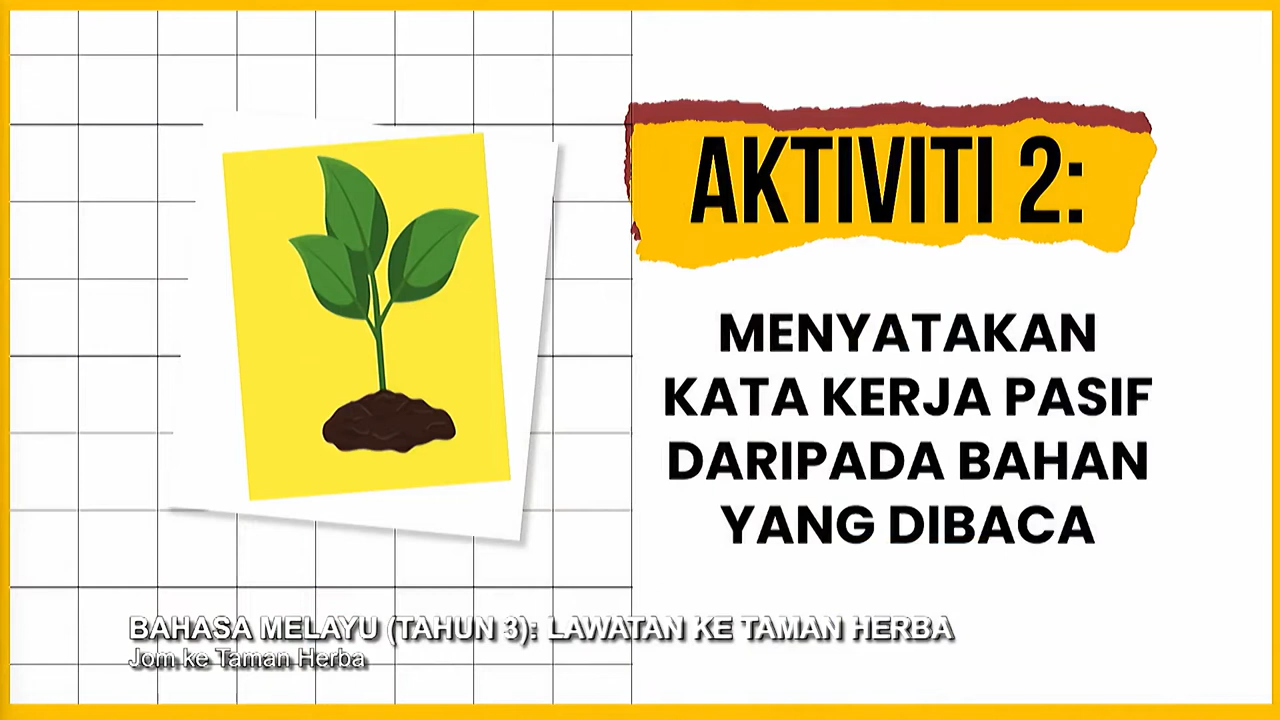 AKTIVITI 2:
MENYATAKAN
KATA KERJA PASIF
DARIPADA BAHAN
YANG DIBACA
BAHASA MELAYU (TAHUN 3): LAWATAN KE TAMAN HERBA
Jom ke Taman Herba